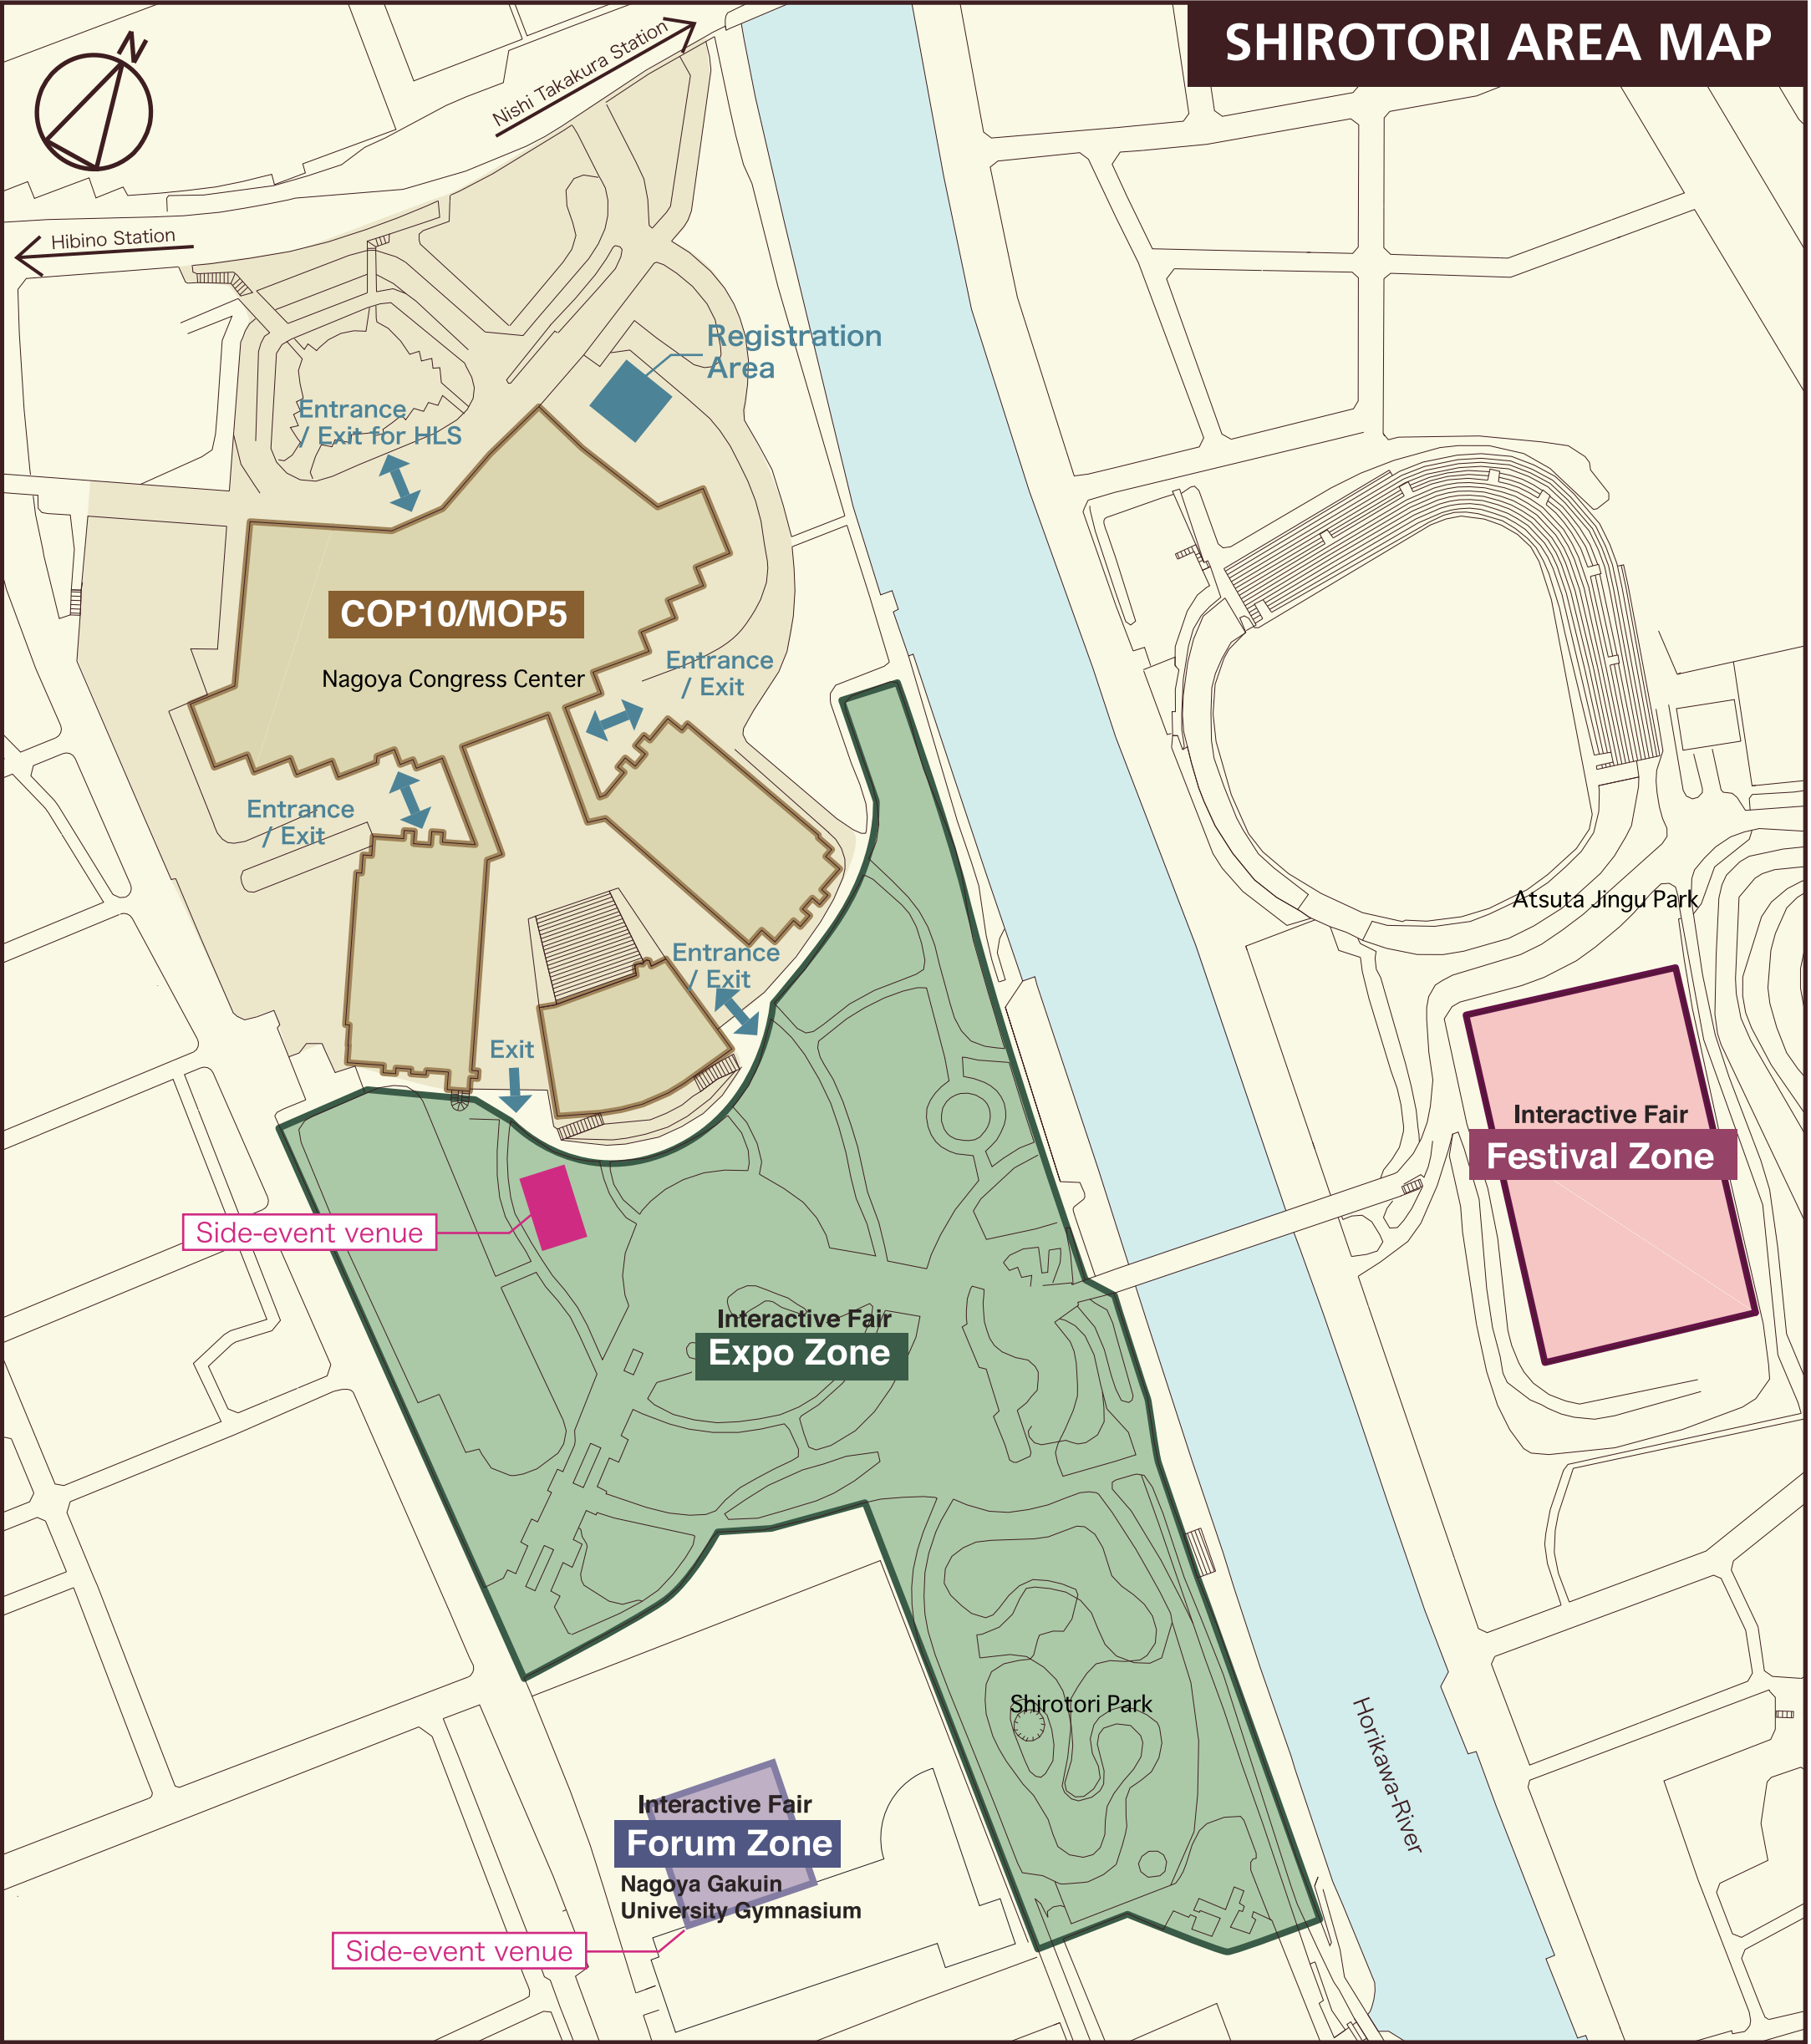 SHIROTORI AREA MAP
N
Nishi Takakura Station
Hibino Station
Registration
Area
Entrance
/ Exit for HLS
COP10/MOP5
Nagoya Congress Center
Entrance
/ Exit
Entrance
/ Exit
Atsuta Jingu Park
Entrance
/ Exit
Exit
Interactive Fair
Festival Zone
Side-event venue
Interactive Fair
Expo Zone
Shirotori Park
Horikawa-River
Interactive Fair
Forum Zone
Nagoya Gakuin
University Gymnasium
Side-event venue